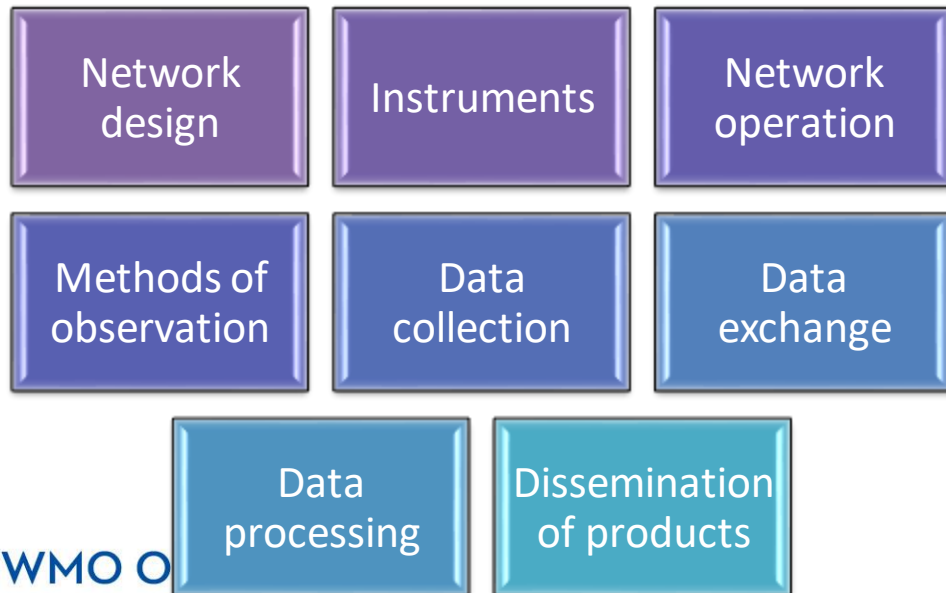 Network
design
Instruments
Network
operation
Methods of
observation
Data
collection
Data
exchange
Data
processing
Dissemination
of products
WMO O